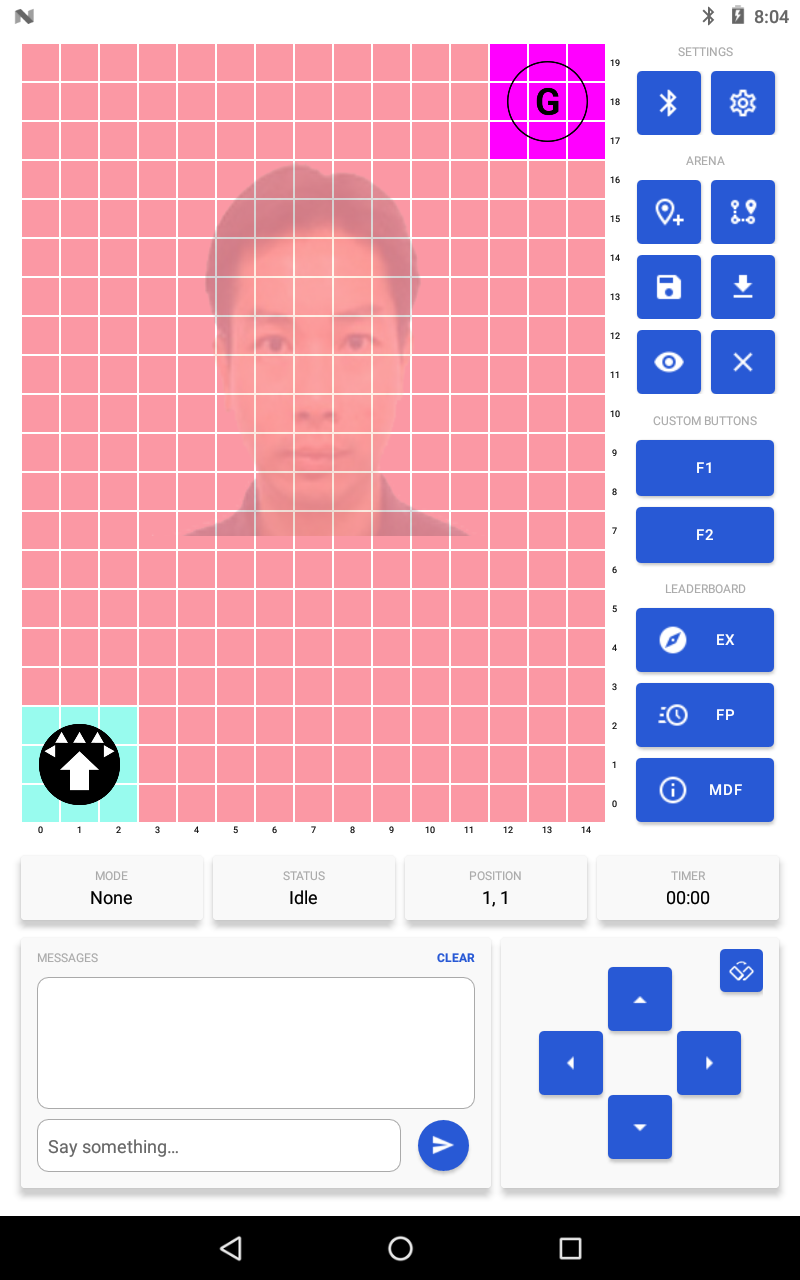 8:04
SETTINGS
G
19
18
17
ARENA
16
15
14
13
12
11
10
9
8
7
6
5
4
3
2
1
0
0 1 2 3 4 5 6 7 8 9 10 11 12 13 14
CUSTOM BUTTONS
F1
F2
LEADERBOARD
EX
FP
MDF
MODE
None
STATUS
Idle
POSITION
1, 1
TIMER
00:00
MESSAGES
CLEAR
Say something...